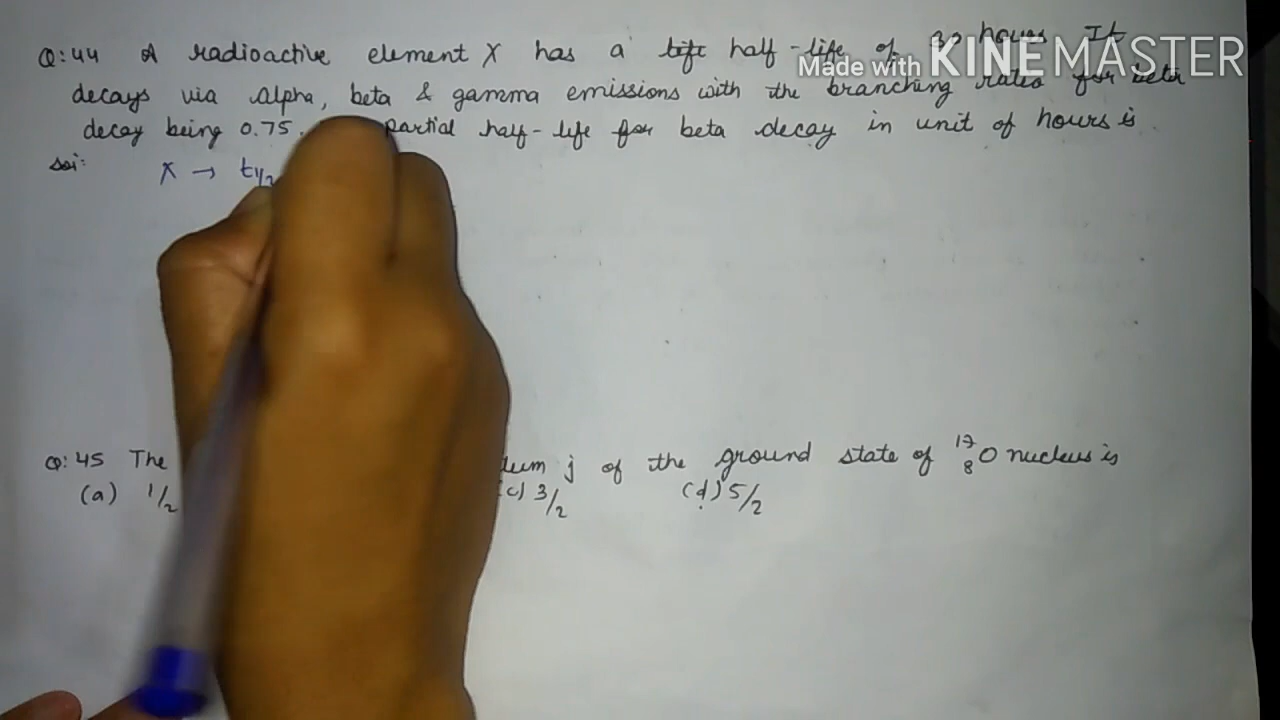 Q:44 A radioactive element X has a left half-life of 30 hours It
Made with KINEMASTER
decays via alpha, beta & gamma emissions with the branching ratio for beta
decay being 0.75. partial half-life for beta decay in unit of hours is
Sol: X → t1/2
Q:45 The j of the ground state of 17 8 O nucleus is
(a) 1/2 (c) 3/2 (d) 5/2